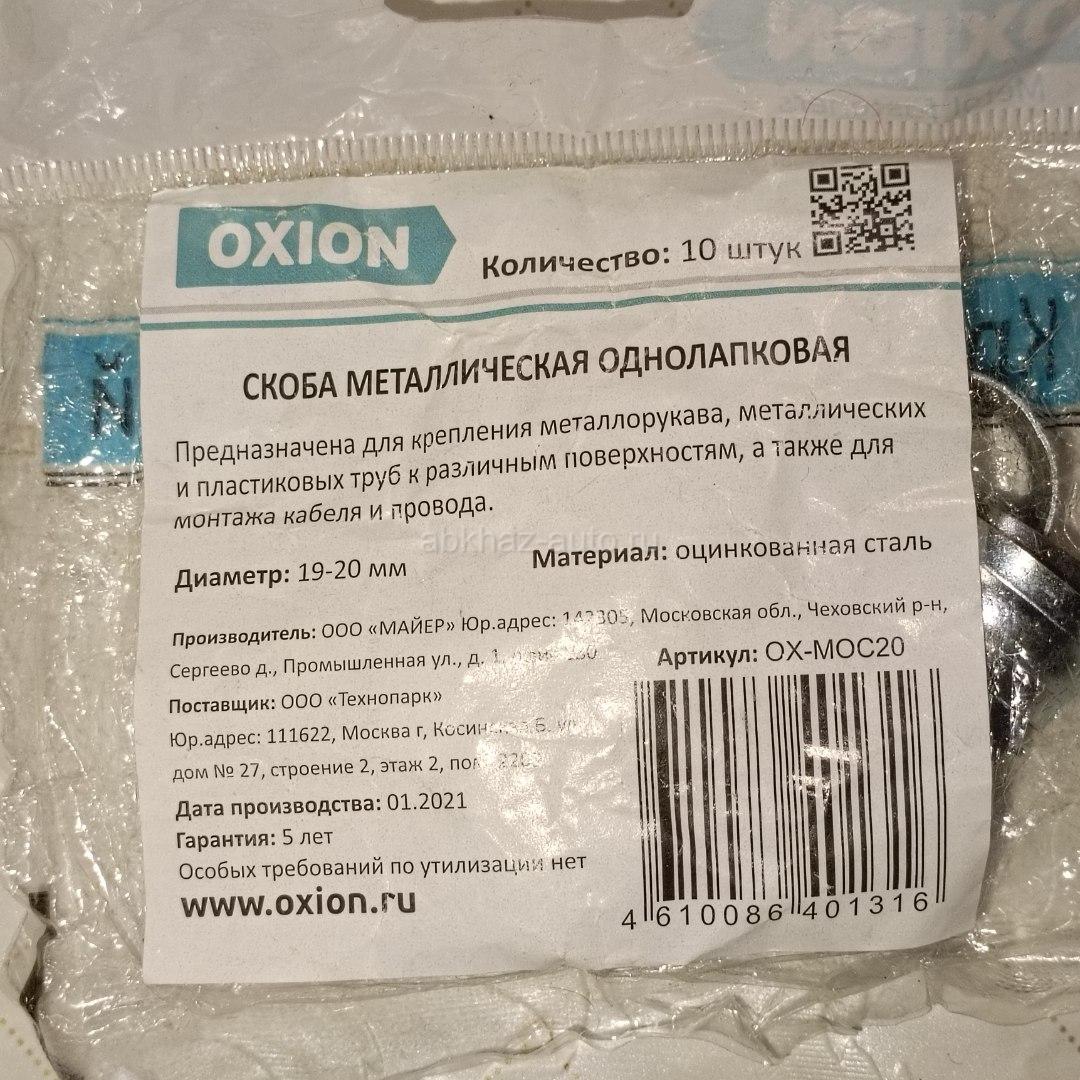 OXION
OXION
Количество: 10 штук
СКОБА МЕТАЛЛИЧЕСКАЯ ОДНОЛАПКОВАЯ
Предназначена для крепления металлорукава, металлических
и пластиковых труб к различным поверхностям, а также для
монтажа кабеля и провода.
abkhaz-auto.ru
Диаметр: 19-20 мм
Материал: оцинкованная сталь
Производитель: ООО «МАЙЕР» Юр.адрес: 142305, Московская обл., Чеховский р-н,
Сергеево д., Промышленная ул., д. 1,
Артикул: OX-MOC20
Поставщик: ООО «Технопарк»
Юр.адрес: 111622, Москва г, Б. ул
дом № 27, строение 2, этаж 2,
Дата производства: 01.2021
Гарантия: 5 лет
Особых требований по утилизации нет
www.oxion.ru
4 610086 401316